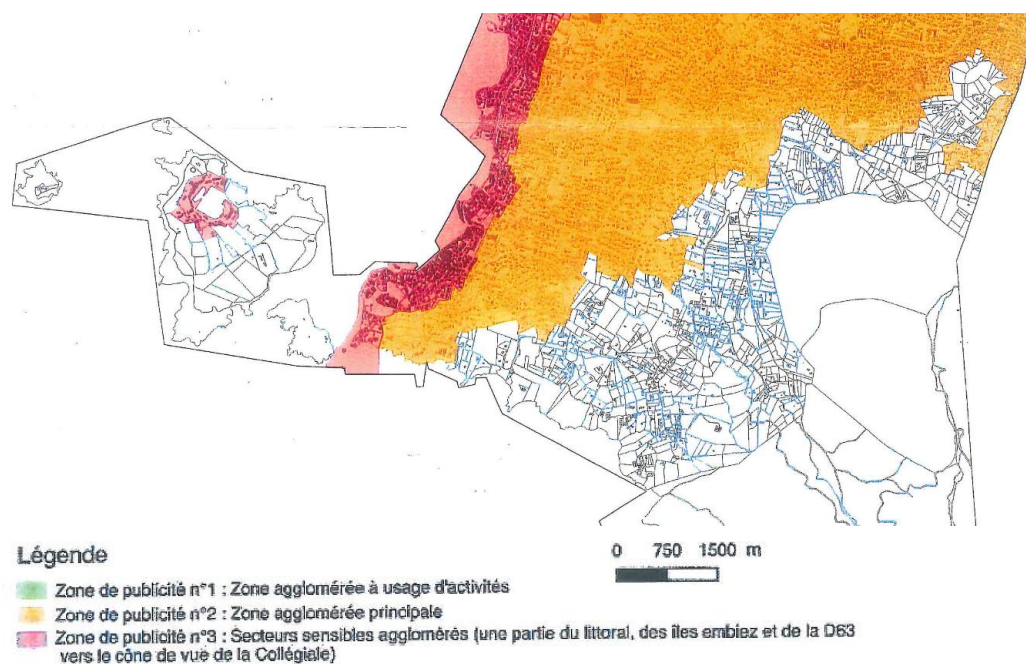 Légende
0 750 1500 m
Zone de publicité n°1 : Zone agglomérée à usage d'activités
Zone de publicité n°2 : Zone agglomérée principale
Zone de publicité n°3 : Secteurs sensibles agglomérés (une partie du littoral, des îles embiez et de la D63
vers le cône de vue de la Collégiale)